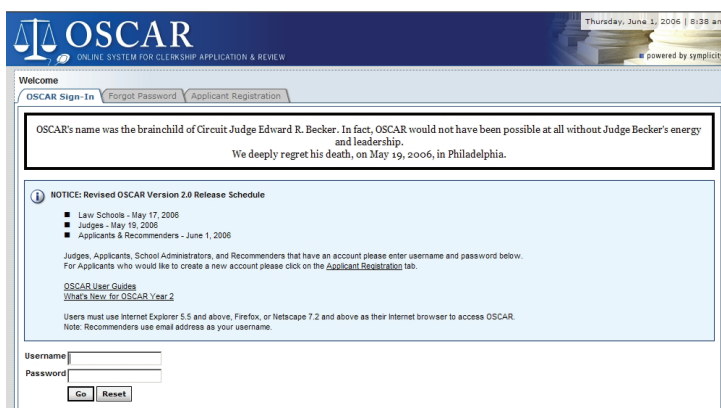 Thursday, June 1, 2006 | 8:38 am
OSCAR
ONLINE SYSTEM FOR CLERKSHIP APPLICATION & REVIEW
powered by symplicity
Welcome
OSCAR Sign-In
Forgot Password
Applicant Registration
OSCAR's name was the brainchild of Circuit Judge Edward R. Becker. In fact, OSCAR would not have been possible at all without Judge Becker's energy
and leadership.
We deeply regret his death, on May 19, 2006, in Philadelphia.
NOTICE: Revised OSCAR Version 2.0 Release Schedule
■ Law Schools - May 17, 2006
■ Judges - May 19, 2006
■ Applicants & Recommenders - June 1, 2006
Judges, Applicants, School Administrators, and Recommenders that have an account please enter username and password below.
For Applicants who would like to create a new account please click on the Applicant Registration tab.
OSCAR User Guides
What's New for OSCAR Year 2
Users must use Internet Explorer 5.5 and above, Firefox, or Netscape 7.2 and above as their Internet browser to access OSCAR.
Note: Recommenders use email address as your username.
Username
Password
Go Reset